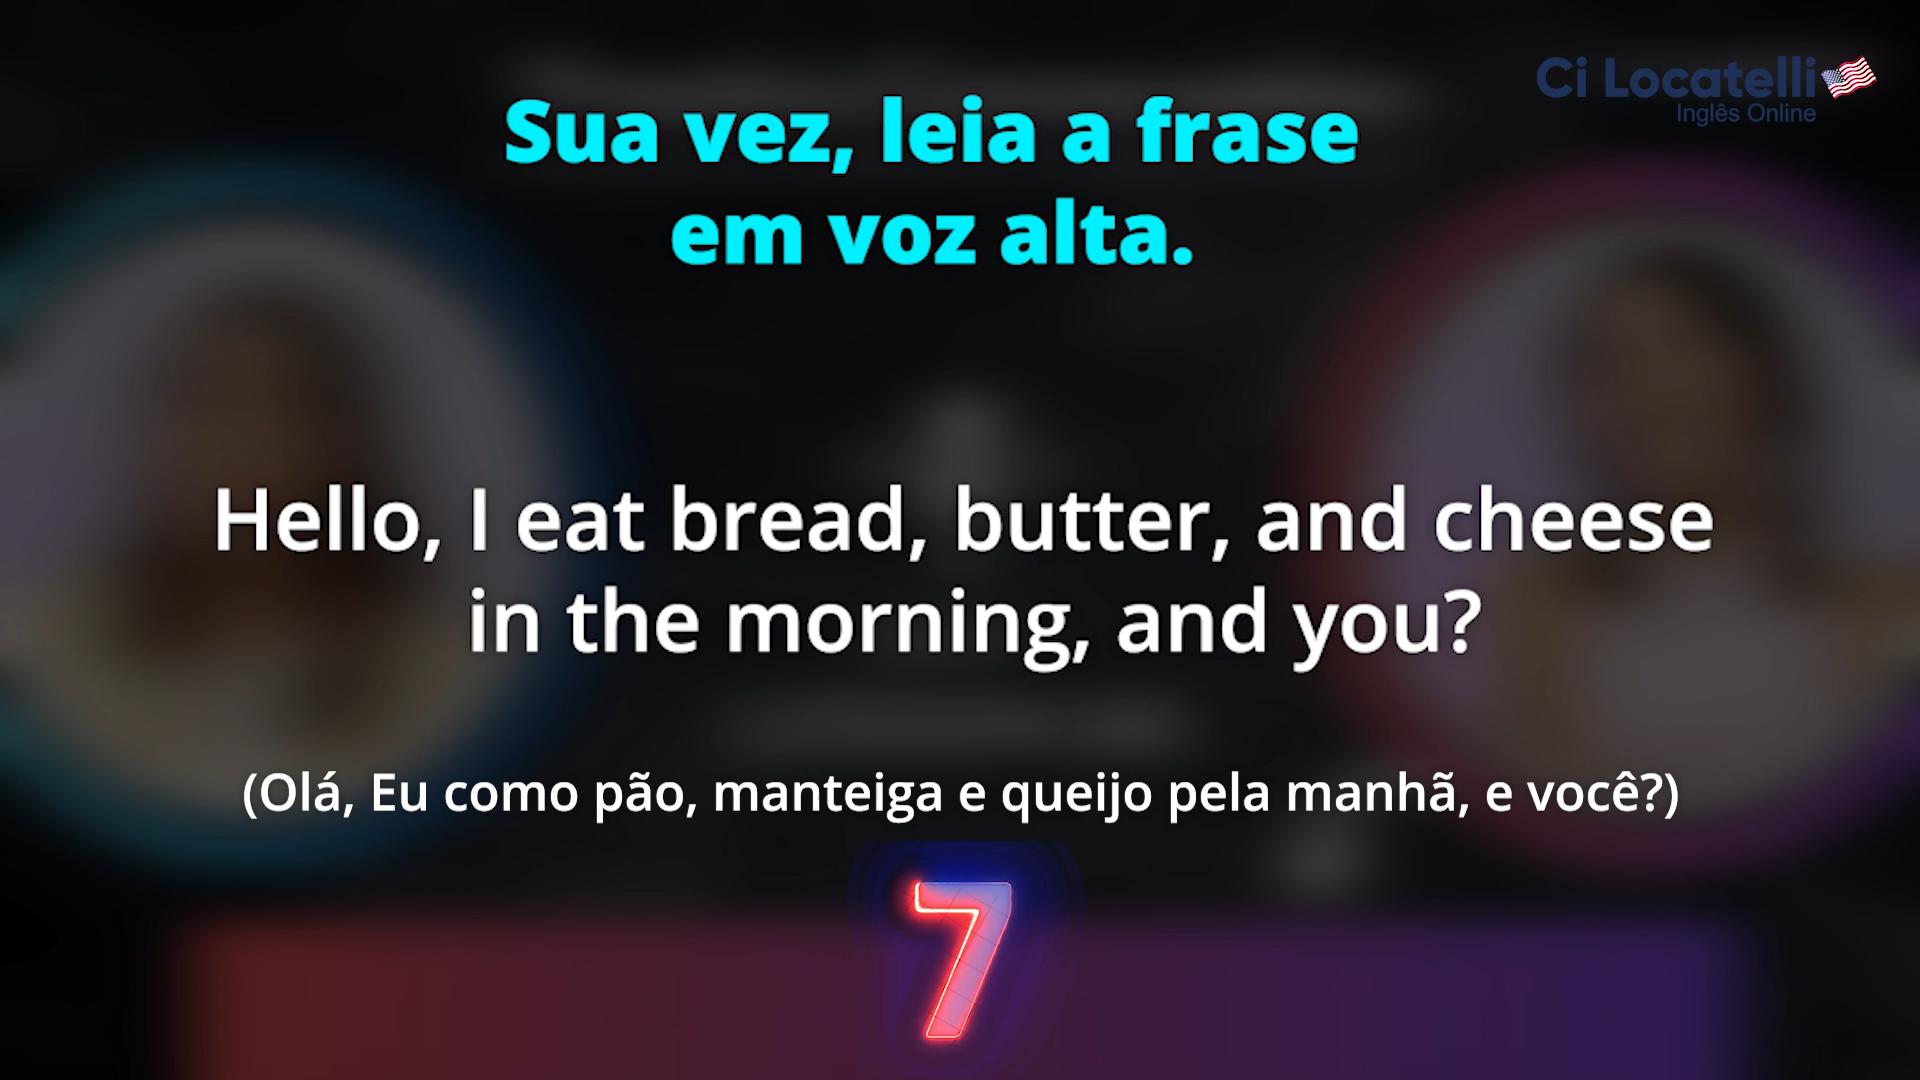 Ci Locatelli
Inglês Online
Sua vez, leia a frase
em voz alta.
Hello, I eat bread, butter, and cheese
in the morning, and you?
(Olá, Eu como pão, manteiga e queijo pela manhã, e você?)
7